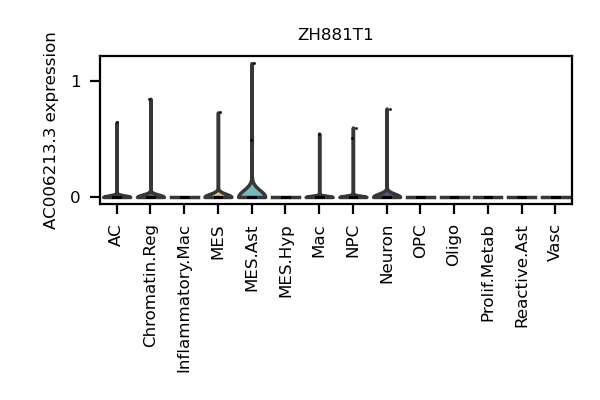 ZH881T1
AC006213.3 expression
1
0
AC
Chromatin.Reg
Inflammatory.Mac
MES
MES.Ast
MES.Hyp
Mac
NPC
Neuron
OPC
Oligo
Prolif.Metab
Reactive.Ast
Vasc